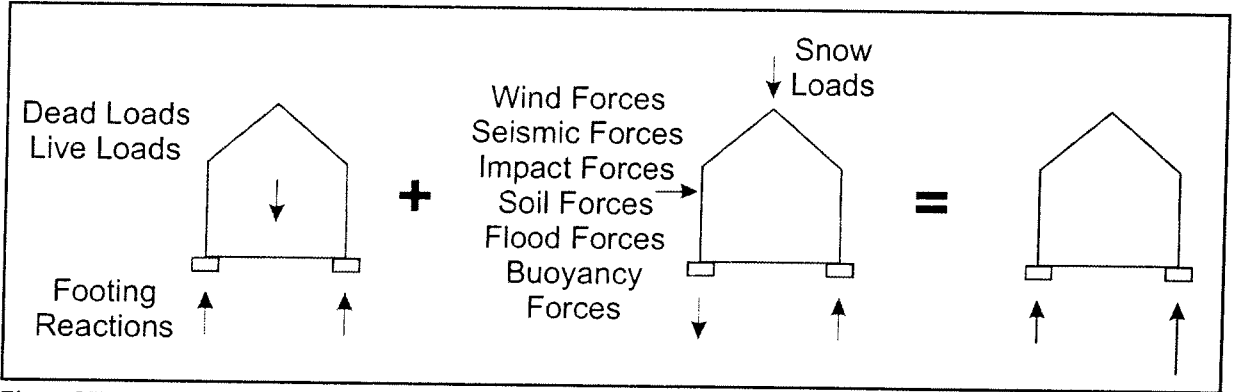 Dead Loads
Live Loads
Footing
Reactions
Wind Forces
Seismic Forces
Impact Forces
Soil Forces
Flood Forces
Buoyancy
Forces
Snow
Loads